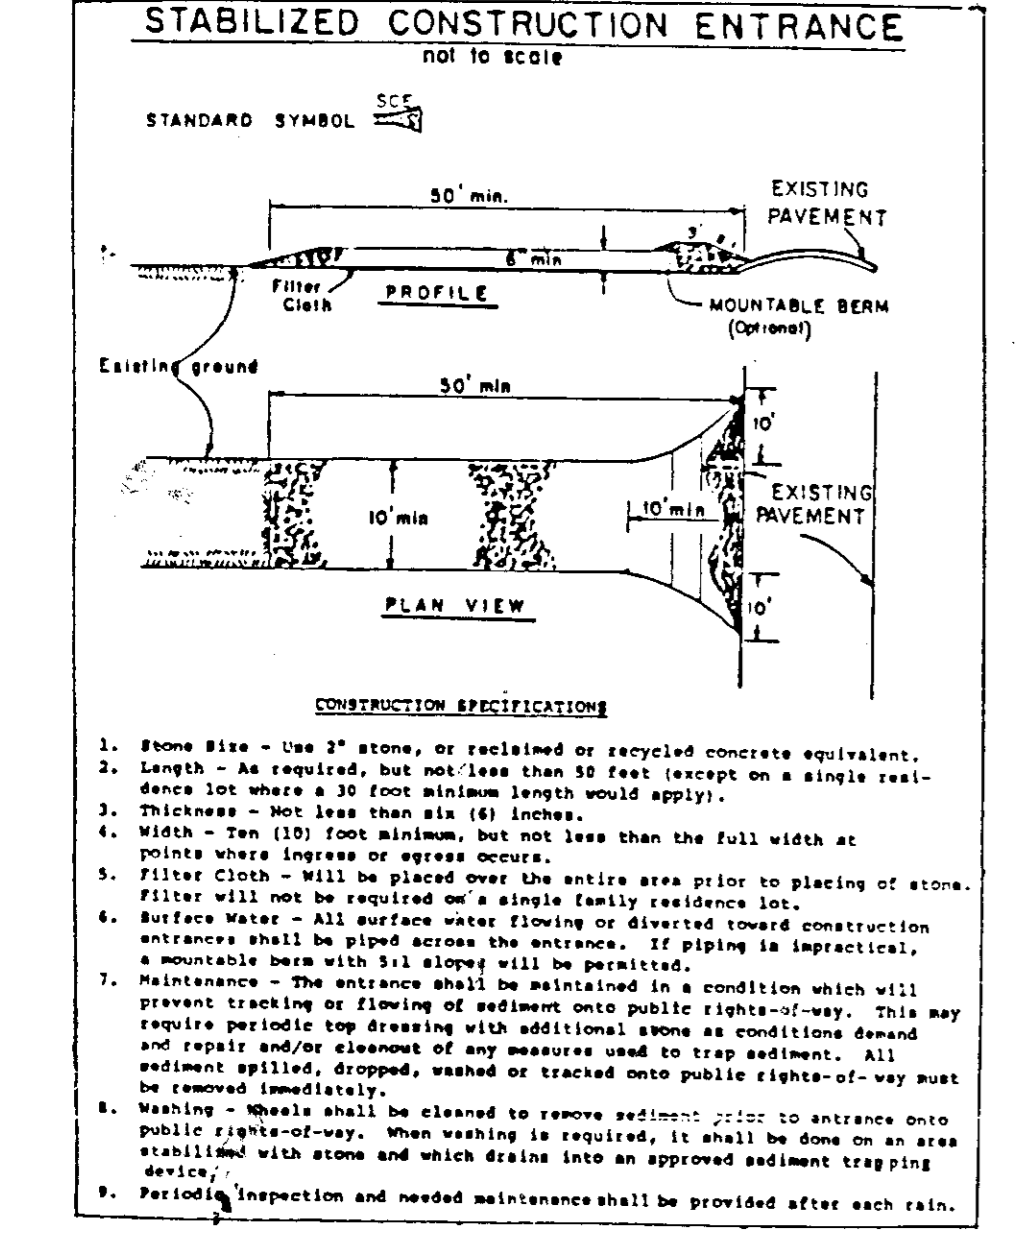 STABILIZED CONSTRUCTION ENTRANCE
not to scale
SCE
STANDARD SYMBOL
50' min.
EXISTING
PAVEMENT
3'
6" min
Filter
Cloth
PROFILE
MOUNTABLE BERM
(Optional)
Existing ground
50' min
10'
10' min
10' min
EXISTING
PAVEMENT
10'
PLAN VIEW
CONSTRUCTION SPECIFICATIONS
1. Stone Size - Use 2" stone, or reclaimed or recycled concrete equivalent.
2. Length - As required, but not less than 50 feet (except on a single resi-
dence lot where a 30 foot minimum length would apply).
3. Thickness - Not less than six (6) inches.
4. Width - Ten (10) foot minimum, but not less than the full width at
points where ingress or egress occurs.
5. Filter Cloth - Will be placed over the entire area prior to placing of stone.
Filter will not be required on a single family residence lot.
6. Surface Water - All surface water flowing or diverted toward construction
entrances shall be piped across the entrance. If piping is impractical,
a mountable berm with 5:1 slopes will be permitted.
7. Maintenance - The entrance shall be maintained in a condition which will
prevent tracking or flowing of sediment onto public rights-of-way. This may
require periodic top dressing with additional stone as conditions demand
and repair and/or cleanout of any measures used to trap sediment. All
sediment spilled, dropped, washed or tracked onto public rights-of-way must
be removed immediately.
8. Washing - Wheels shall be cleaned to remove sediment prior to antrance onto
public rights-of-way. When washing is required, it shall be done on an area
stabilized with stone and which drains into an approved sediment trapping
device.
9. Periodic inspection and needed maintenance shall be provided after each rain.